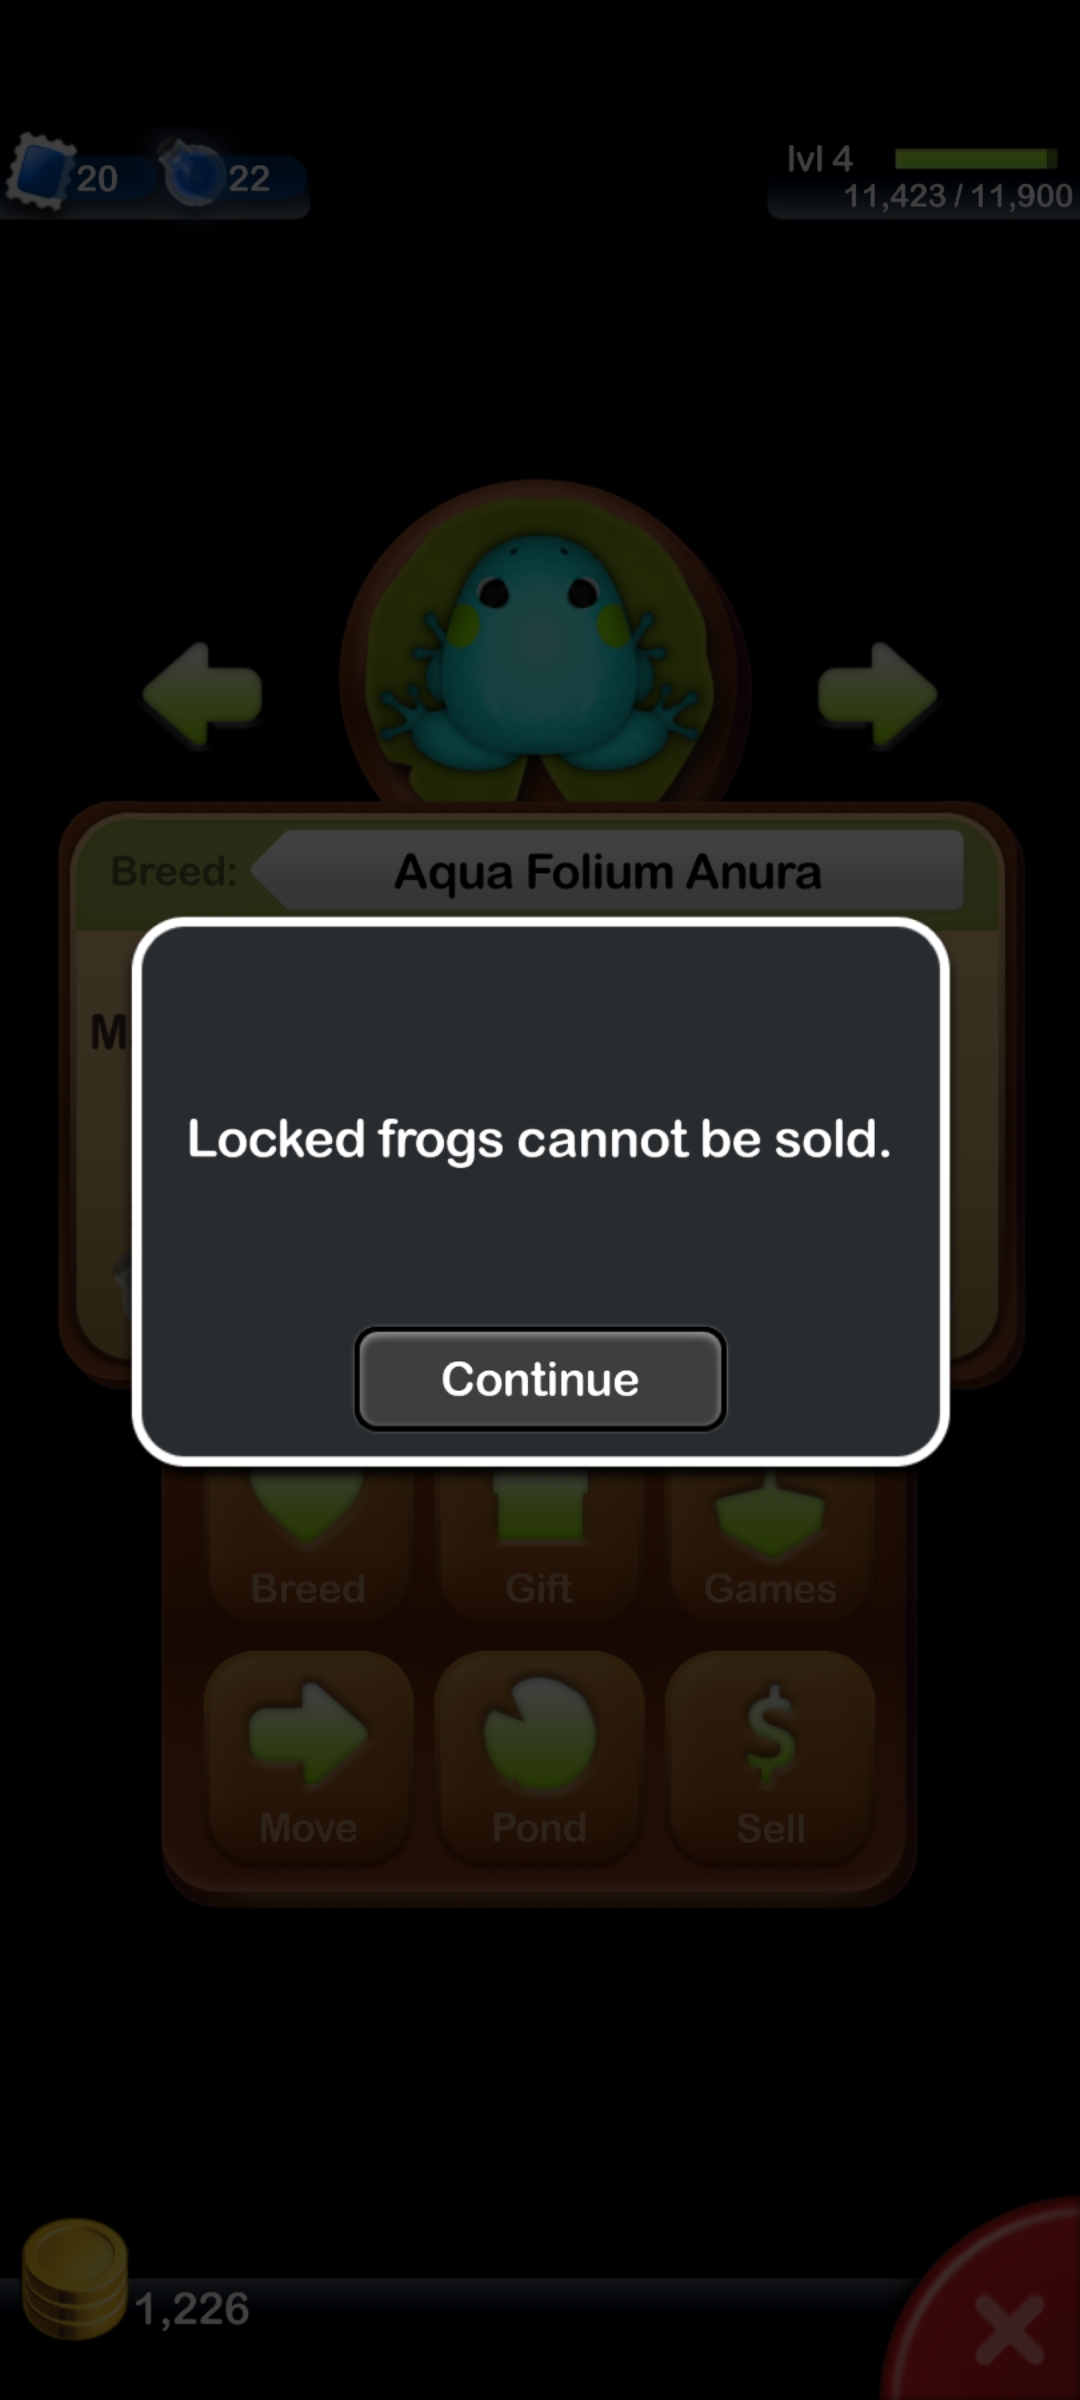 20
22
lvl 4
11,423 / 11,900
Breed:
Aqua Folium Anura
M
Locked frogs cannot be sold.
Continue
Breed
Gift
Games
Move
Pond
Sell
1,226